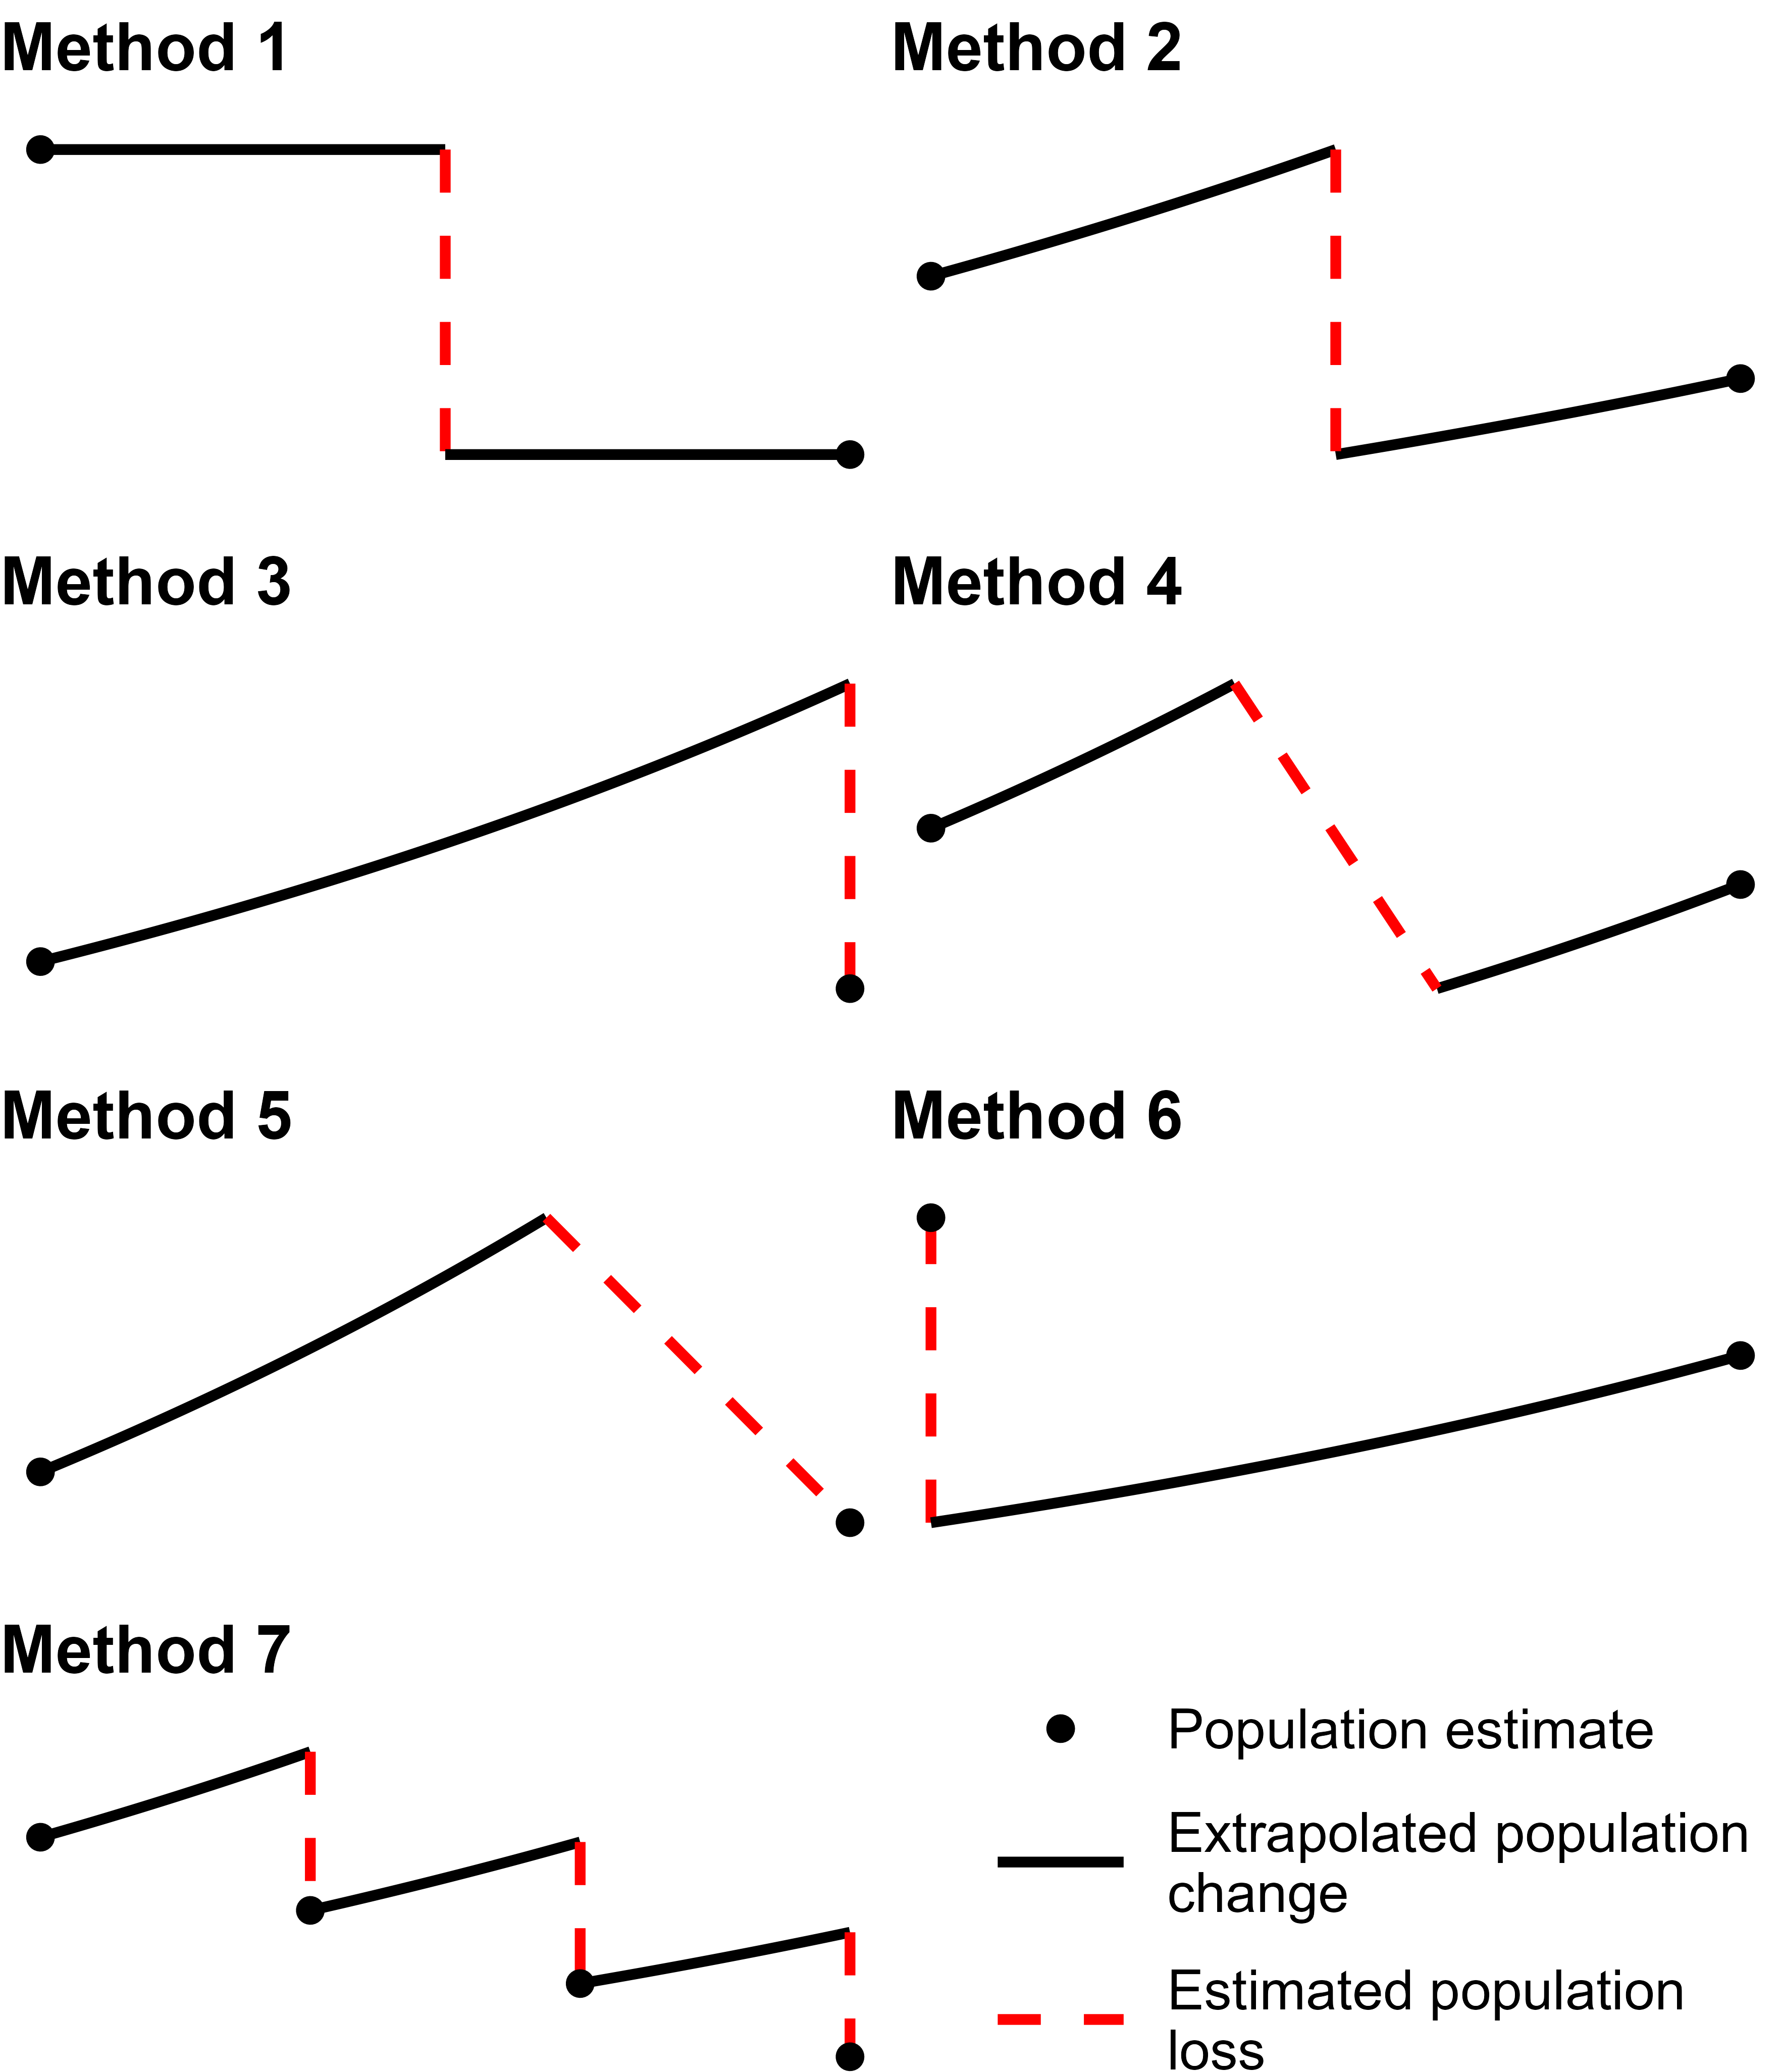 Method 1
Method 2
Method 3
Method 4
Method 5
Method 6
Method 7
Population estimate
Extrapolated population
change
Estimated population
loss